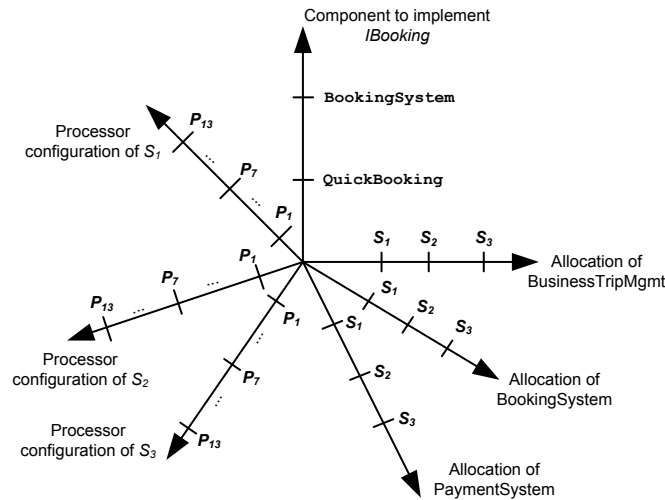 Component to implement
IBooking
BookingSystem
QuickBooking
P13
...
P7
...
P1
Processor
configuration of S1
S1 S2 S3
Allocation of
BusinessTripMgmt
S1
S2
S3
Allocation of
BookingSystem
S1
S2
S3
Allocation of
PaymentSystem
P1
...
P7
...
P13
Processor
configuration of S2
P1
...
P7
...
P13
Processor
configuration of S3